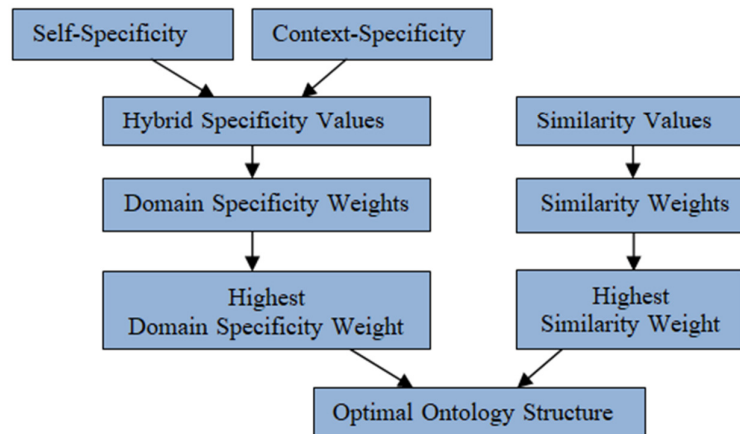 Self-Specificity
Context-Specificity
Hybrid Specificity Values
Similarity Values
Domain Specificity Weights
Similarity Weights
Highest
Domain Specificity Weight
Highest
Similarity Weight
Optimal Ontology Structure